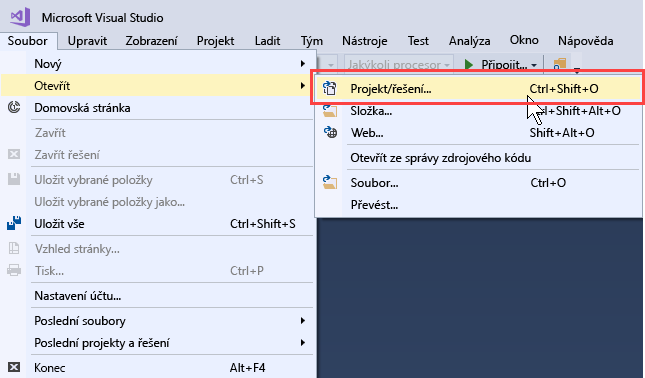 Microsoft Visual Studio
Soubor Upravit Zobrazení Projekt Ladit Tým Nástroje Test Analýza Okno Nápověda
Nový
Jakýkoli procesor Připojit...
Otevřít
Projekt/řešení... Ctrl+Shift+O
Domovská stránka
Složka... Ctrl+Shift+Alt+O
Zavřít
Web... Shift+Alt+O
Zavřít řešení
Otevřít ze správy zdrojového kódu
Uložit vybrané položky Ctrl+S
Soubor... Ctrl+O
Uložit vybrané položky jako...
Převést...
Uložit vše Ctrl+Shift+S
Vzhled stránky...
Tisk... Ctrl+P
Nastavení účtu...
Poslední soubory
Poslední projekty a řešení
Konec Alt+F4